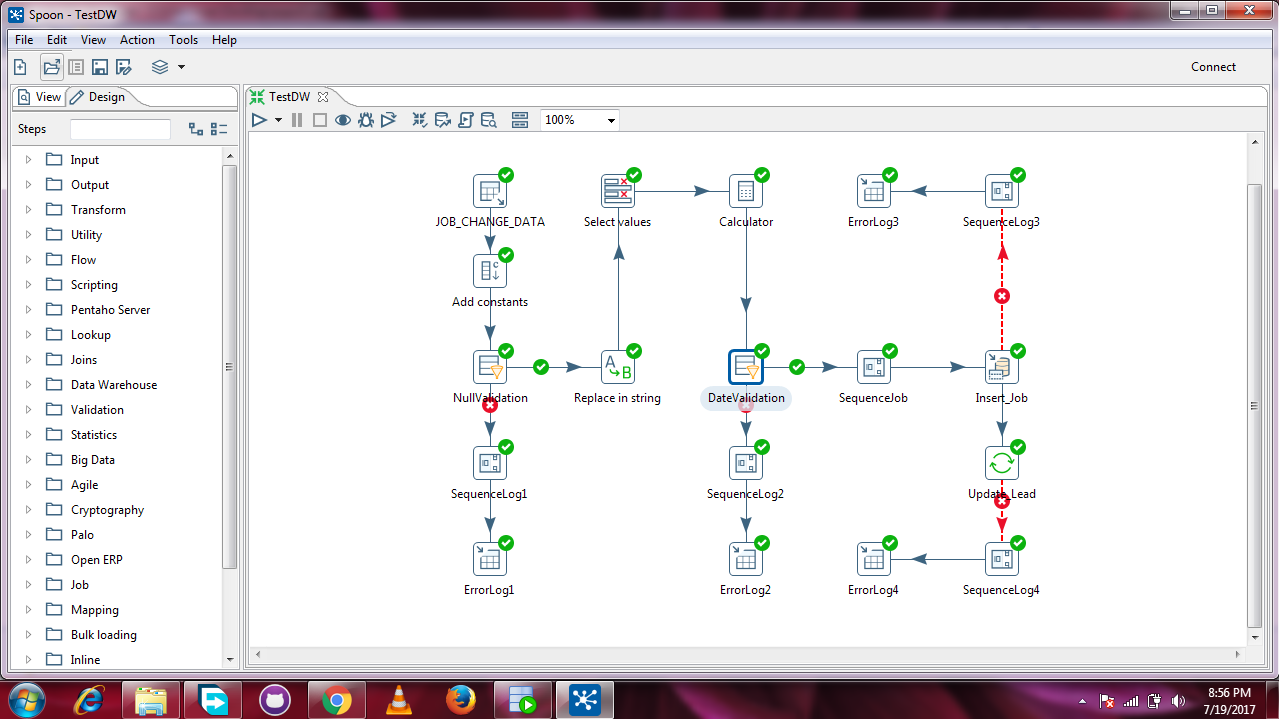 Spoon - TestDW
File Edit View Action Tools Help
Connect
View Design
TestDW
Steps
100%
Input
Output
Transform
Utility
Flow
Scripting
Pentaho Server
Lookup
Joins
Data Warehouse
Validation
Statistics
Big Data
Agile
Cryptography
Palo
Open ERP
Job
Mapping
Bulk loading
Inline
JOB_CHANGE_DATA
Select values
Calculator
ErrorLog3
SequenceLog3
Add constants
NullValidation
Replace in string
DateValidation
SequenceJob
Insert_Job
SequenceLog1
SequenceLog2
Update_Lead
ErrorLog1
ErrorLog2
ErrorLog4
SequenceLog4
8:56 PM
7/19/2017